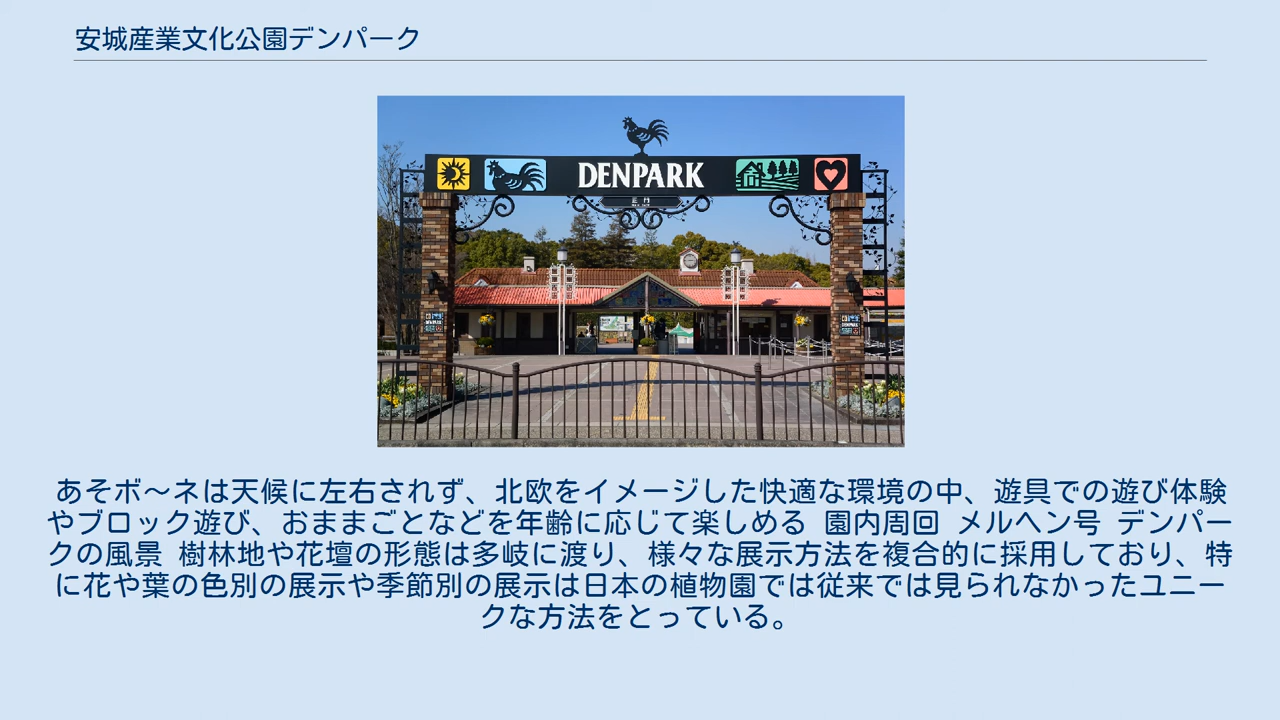 安城産業文化公園デンパーク
DENPARK
正門
あそボ〜ネは天候に左右されず、北欧をイメージした快適な環境の中、遊具での遊び体験
やブロック遊び、おままごとなどを年齢に応じて楽しめる 園内周回 メルヘン号 デンパー
クの風景 樹林地や花壇の形態は多岐に渡り、様々な展示方法を複合的に採用しており、特
に花や葉の色別の展示や季節別の展示は日本の植物園では従来では見られなかったユニー
クな方法をとっている。